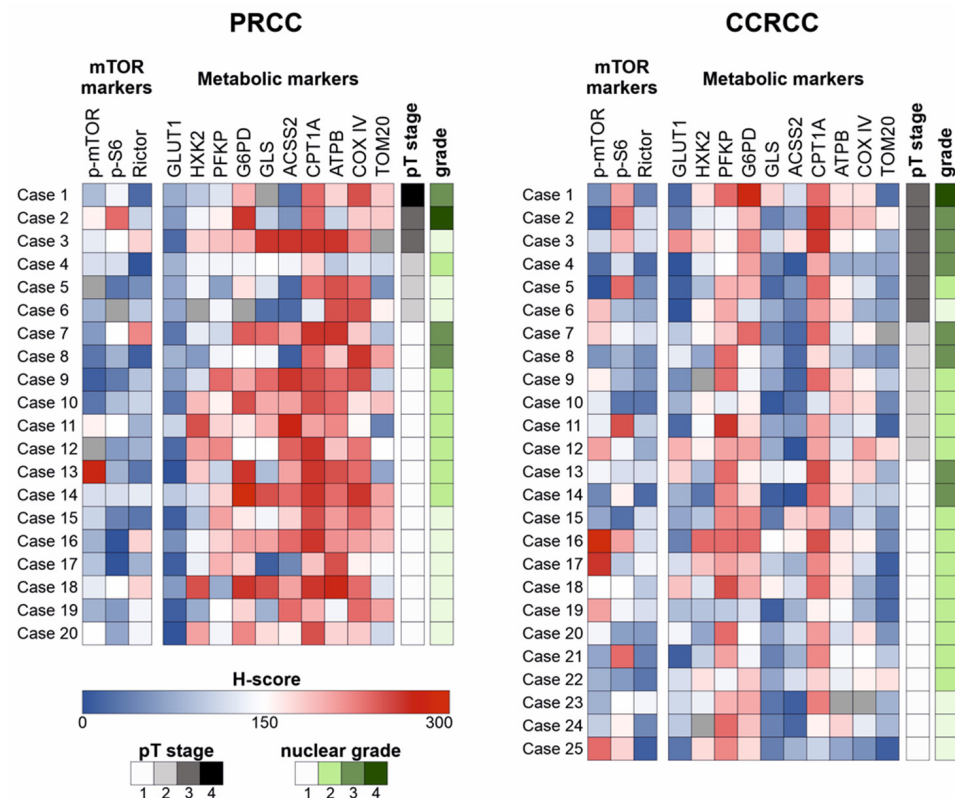 PRCC
CCRCC
mTOR
markers
Metabolic markers
mTOR
markers
Metabolic markers
p-mTOR
p-S6
Rictor
GLUT1
HXK2
PFKP
G6PD
GLS
ACSS2
CPT1A
ATPB
COX IV
TOM20
pT stage
grade
p-mTOR
p-S6
Rictor
GLUT1
HXK2
PFKP
G6PD
GLS
ACSS2
CPT1A
ATPB
COX IV
TOM20
pT stage
grade
Case 1
Case 2
Case 3
Case 4
Case 5
Case 6
Case 7
Case 8
Case 9
Case 10
Case 11
Case 12
Case 13
Case 14
Case 15
Case 16
Case 17
Case 18
Case 19
Case 20
Case 1
Case 2
Case 3
Case 4
Case 5
Case 6
Case 7
Case 8
Case 9
Case 10
Case 11
Case 12
Case 13
Case 14
Case 15
Case 16
Case 17
Case 18
Case 19
Case 20
Case 21
Case 22
Case 23
Case 24
Case 25
H-score
0 150 300
pT stage
1 2 3 4
nuclear grade
1 2 3 4